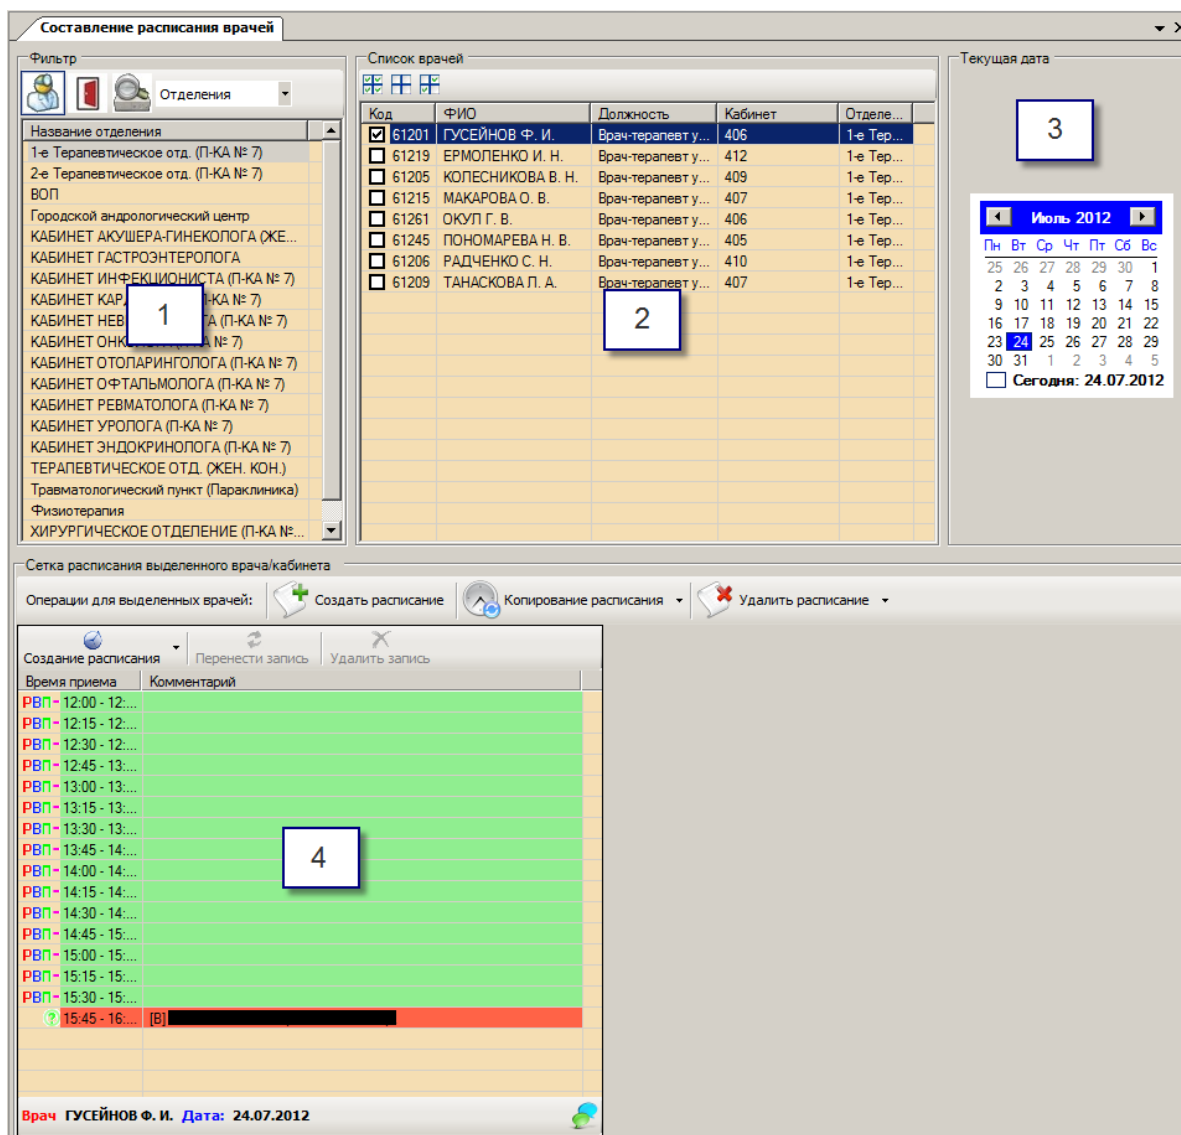 Составление расписания врачей
Фильтр
Отделения
Название отделения
1-е Терапевтическое отд. (П-КА № 7)
2-е Терапевтическое отд. (П-КА № 7)
ВОП
Городской андрологический центр
КАБИНЕТ АКУШЕРА-ГИНЕКОЛОГА (ЖЕ...
КАБИНЕТ ГАСТРОЭНТЕРОЛОГА
КАБИНЕТ ИНФЕКЦИОНИСТА (П-КА № 7)
КАБИНЕТ П-КА № 7)
КАБИНЕТ (П-КА № 7)
КАБИНЕТ № 7)
КАБИНЕТ ОТОЛАРИНГОЛОГА (П-КА № 7)
КАБИНЕТ ОФТАЛЬМОЛОГА (П-КА № 7)
КАБИНЕТ РЕВМАТОЛОГА (П-КА № 7)
КАБИНЕТ УРОЛОГА (П-КА № 7)
КАБИНЕТ ЭНДОКРИНОЛОГА (П-КА № 7)
ТЕРАПЕВТИЧЕСКОЕ ОТД. (ЖЕН. КОН.)
Травматологический пункт (Параклиника)
Физиотерапия
ХИРУРГИЧЕСКОЕ ОТДЕЛЕНИЕ (П-КА №...
1
Список врачей
Код ФИО Должность Кабинет Отделе...
61201 ГУСЕЙНОВ Ф. И. Врач-терапевт у... 406 1-е Тер...
61219 ЕРМОЛЕНКО И. Н. Врач-терапевт у... 412 1-е Тер...
61205 КОЛЕСНИКОВА В. Н. Врач-терапевт у... 409 1-е Тер...
61215 МАКАРОВА О. В. Врач-терапевт у... 407 1-е Тер...
61261 ОКУЛ Г. В. Врач-терапевт у... 406 1-е Тер...
61245 ПОНОМАРЕВА Н. В. Врач-терапевт у... 405 1-е Тер...
61206 РАДЧЕНКО С. Н. Врач-терапевт у... 410 1-е Тер...
61209 ТАНАСКОВА Л. А. Врач-терапевт у... 407 1-е Тер...
2
Текущая дата
3
Июль 2012
Пн Вт Ср Чт Пт Сб Вс
25 26 27 28 29 30 1
2 3 4 5 6 7 8
9 10 11 12 13 14 15
16 17 18 19 20 21 22
23 24 25 26 27 28 29
30 31 1 2 3 4 5
Сегодня: 24.07.2012
Сетка расписания выделенного врача/кабинета
Операции для выделенных врачей: Создать расписание Копирование расписания Удалить расписание
Создание расписания Перенести запись Удалить запись
Время приема Комментарий
РВП- 12:00 - 12:...
РВП- 12:15 - 12:...
РВП- 12:30 - 12:...
РВП- 12:45 - 13:...
РВП- 13:00 - 13:...
РВП- 13:15 - 13:...
РВП- 13:30 - 13:...
РВП- 13:45 - 14:...
РВП- 14:00 - 14:...
РВП- 14:15 - 14:...
РВП- 14:30 - 14:...
РВП- 14:45 - 15:...
РВП- 15:00 - 15:...
РВП- 15:15 - 15:...
РВП- 15:30 - 15:...
? 15:45 - 16:... [В]
4
Врач ГУСЕЙНОВ Ф. И. Дата: 24.07.2012